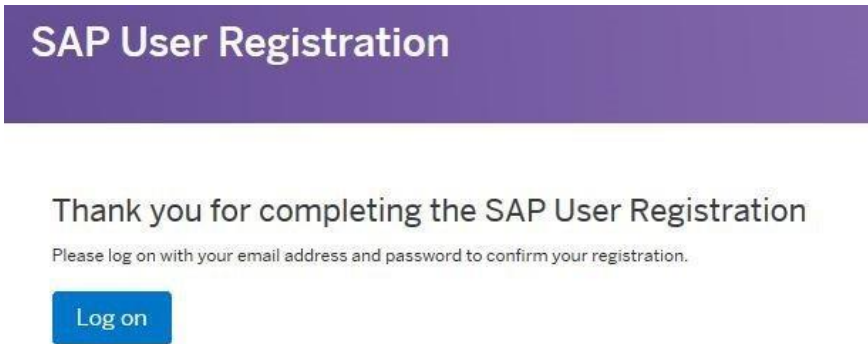 SAP User Registration
Thank you for completing the SAP User Registration
Please log on with your email address and password to confirm your registration.
Log on